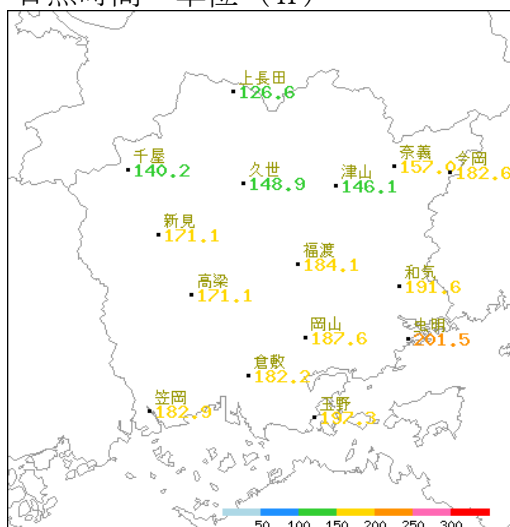 日照時間 単位（h）
上長田
126.6
千屋
140.2
久世
148.9
津山
146.1
奈義
157.0
今岡
182.6
新見
171.1
福渡
184.1
高梁
171.1
和気
191.6
岡山
187.6
虫明
201.5
倉敷
182.2
笠岡
182.9
玉野
50 100 150 200 250 300